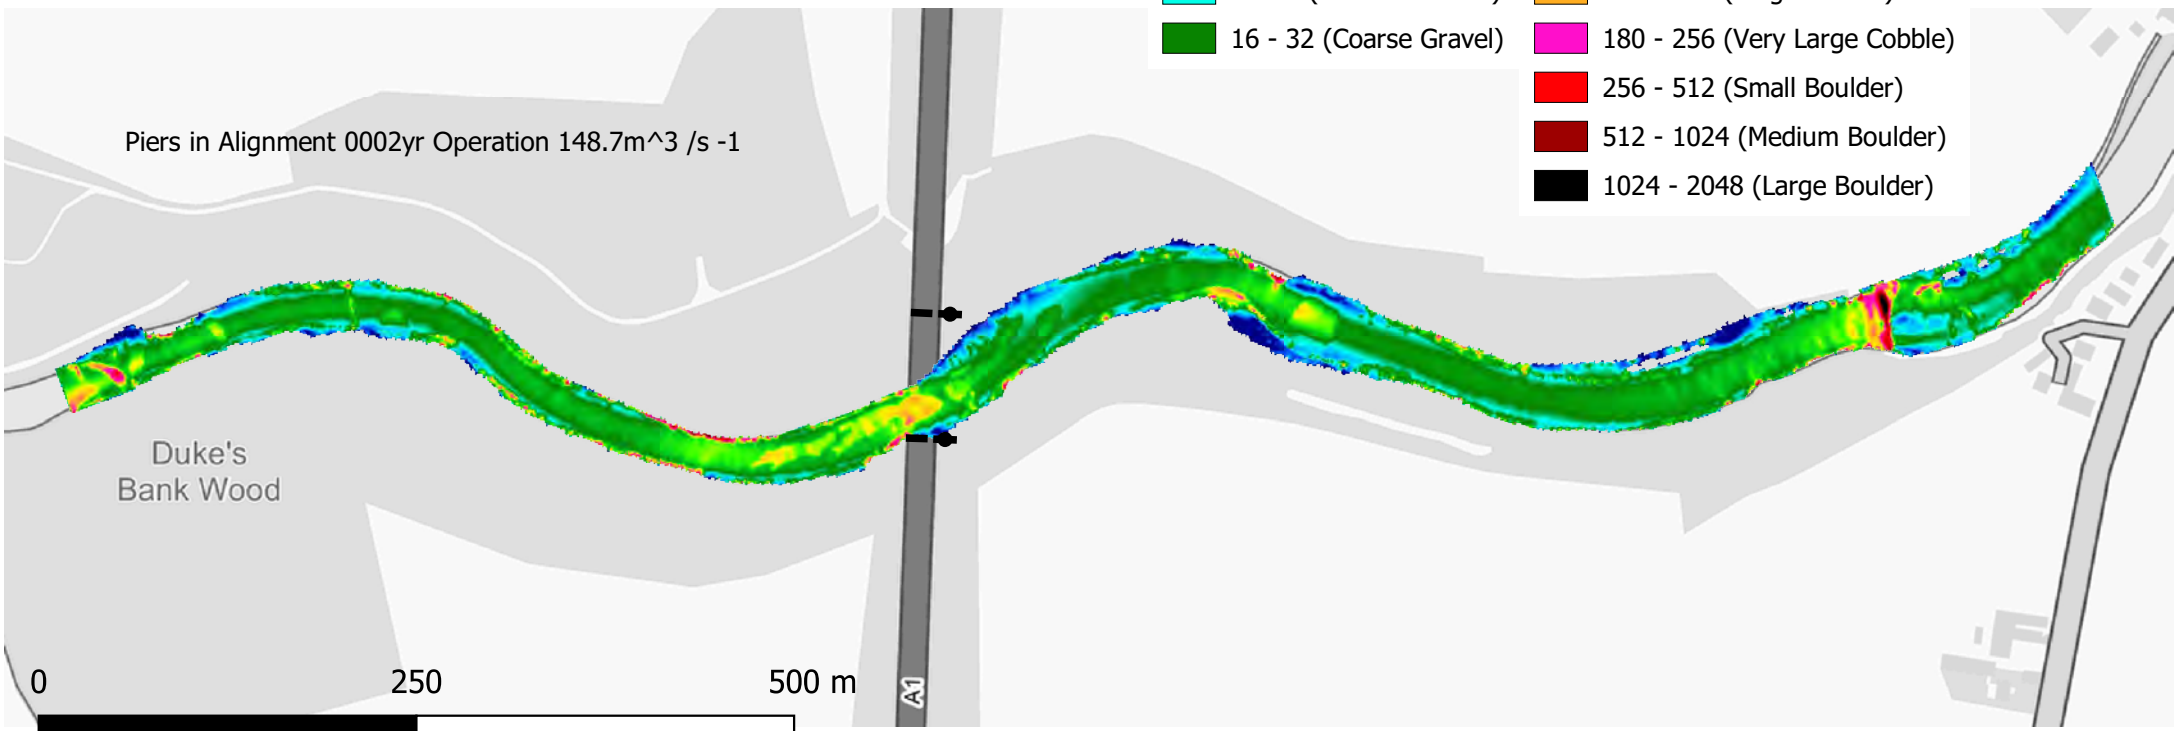 16 - 32 (Coarse Gravel)
180 - 256 (Very Large Cobble)
256 - 512 (Small Boulder)
512 - 1024 (Medium Boulder)
1024 - 2048 (Large Boulder)
Piers in Alignment 0002yr Operation 148.7m^3 /s -1
Duke's
Bank Wood
A1
0 250 500 m